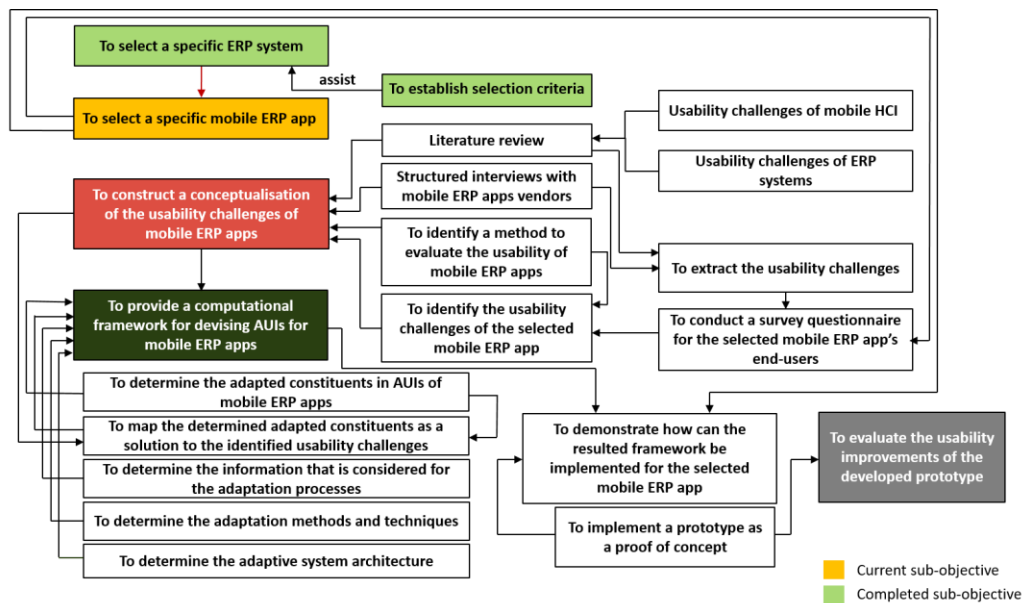 To select a specific ERP system
assist
To establish selection criteria
To select a specific mobile ERP app
Usability challenges of mobile HCI
Literature review
Usability challenges of ERP
systems
Structured interviews with
mobile ERP apps vendors
To construct a conceptualisation
of the usability challenges of
mobile ERP apps
To identify a method to
evaluate the usability of
mobile ERP apps
To extract the usability challenges
To provide a computational
framework for devising AUIs for
mobile ERP apps
To identify the usability
challenges of the selected
mobile ERP app
To conduct a survey questionnaire
for the selected mobile ERP app’s
end-users
To determine the adapted constituents in AUIs of
mobile ERP apps
To map the determined adapted constituents as a
solution to the identified usability challenges
To determine the information that is considered for
the adaptation processes
To determine the adaptation methods and techniques
To determine the adaptive system architecture
To demonstrate how can the
resulted framework be
implemented for the selected
mobile ERP app
To implement a prototype as
a proof of concept
To evaluate the usability
improvements of the
developed prototype
Current sub-objective
Completed sub-objective